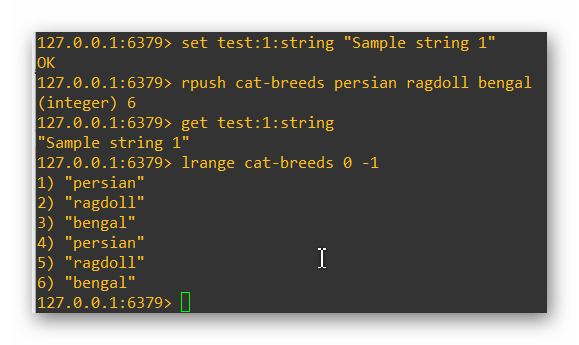 127.0.0.1:6379> set test:1:string "Sample string 1"
OK
127.0.0.1:6379> rpush cat-breeds persian ragdoll bengal
(integer) 6
127.0.0.1:6379> get test:1:string
"Sample string 1"
127.0.0.1:6379> lrange cat-breeds 0 -1
1) "persian"
2) "ragdoll"
3) "bengal"
4) "persian"
5) "ragdoll"
6) "bengal"
127.0.0.1:6379>